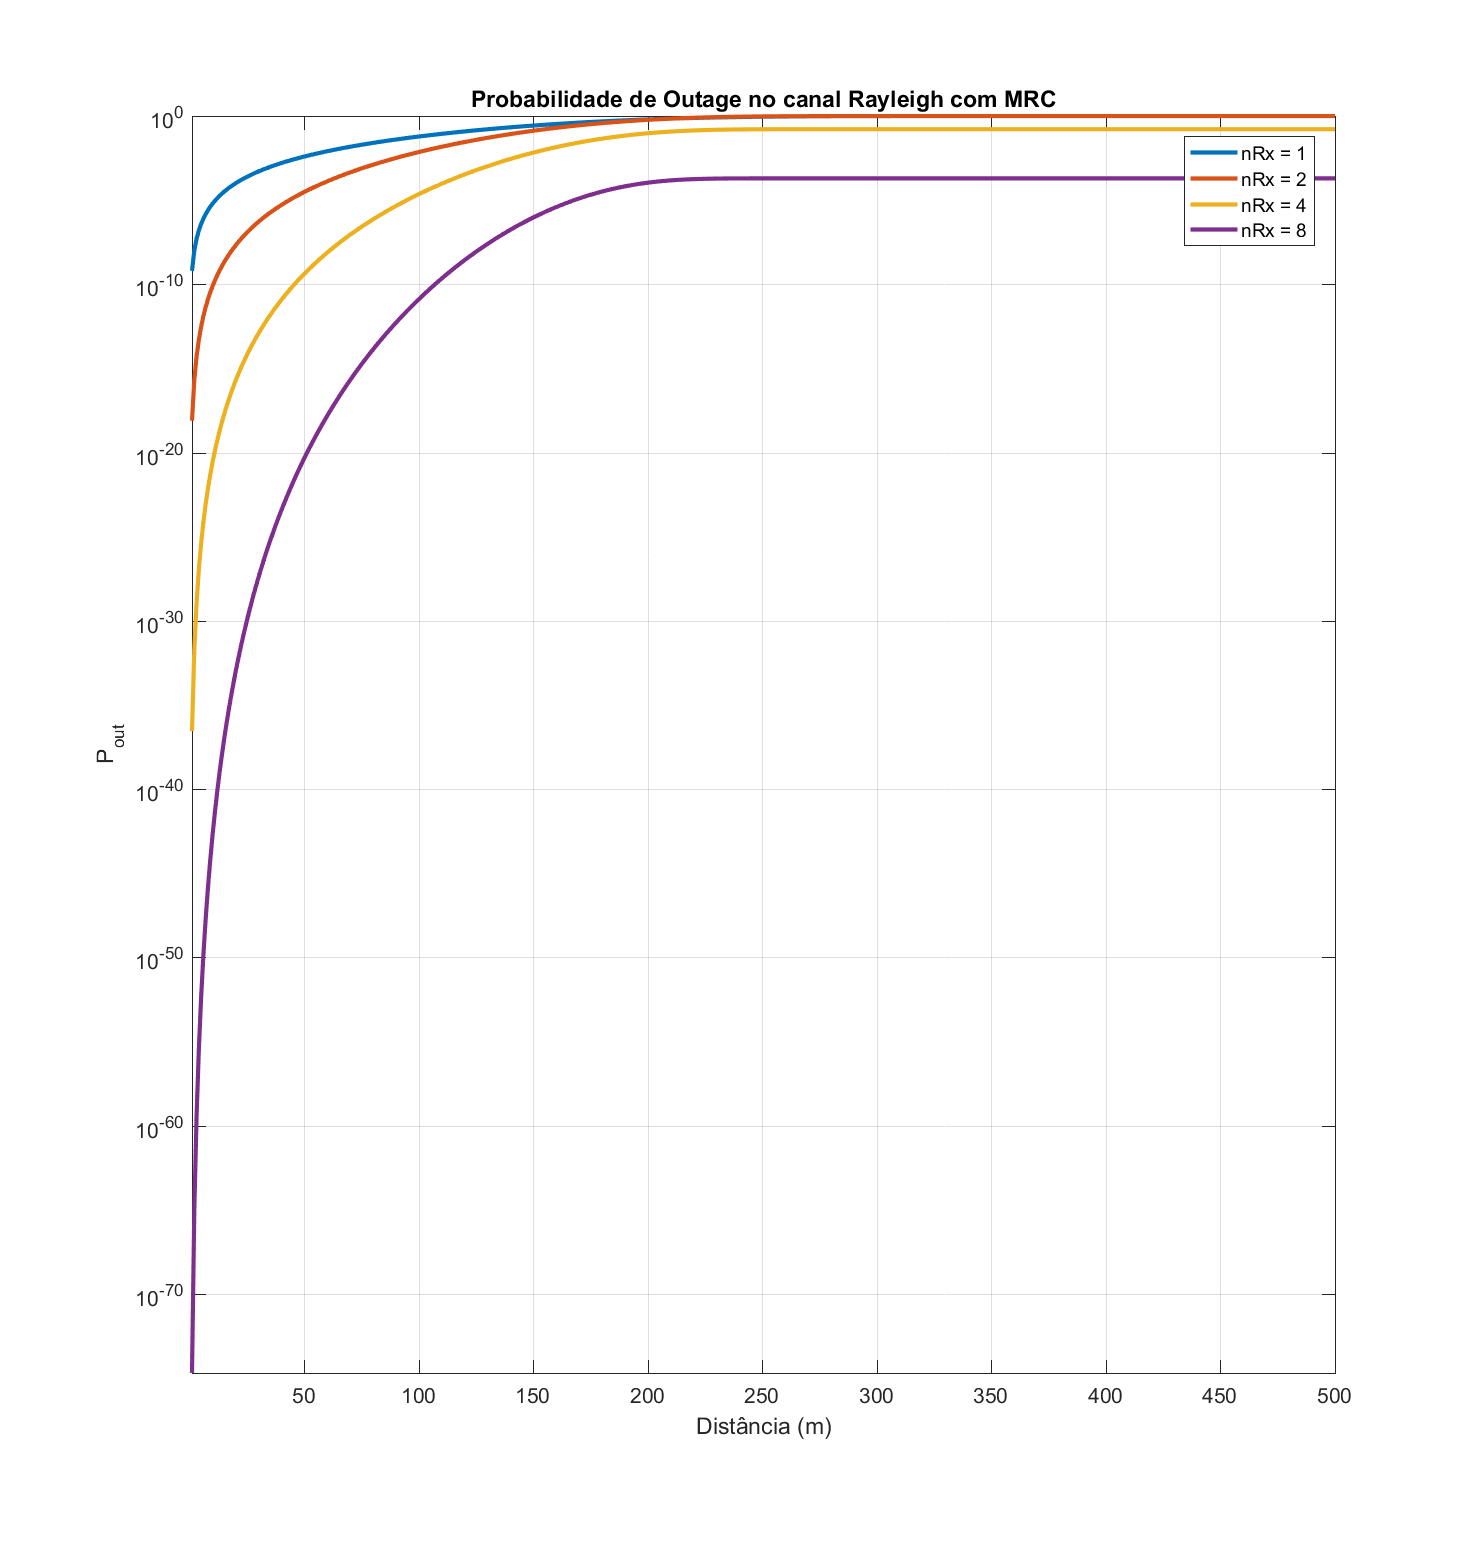 Probabilidade de Outage no canal Rayleigh com MRC
10^0
10^-10
10^-20
10^-30
10^-40
10^-50
10^-60
10^-70
P_out
nRx = 1
nRx = 2
nRx = 4
nRx = 8
50 100 150 200 250 300 350 400 450 500
Distância (m)